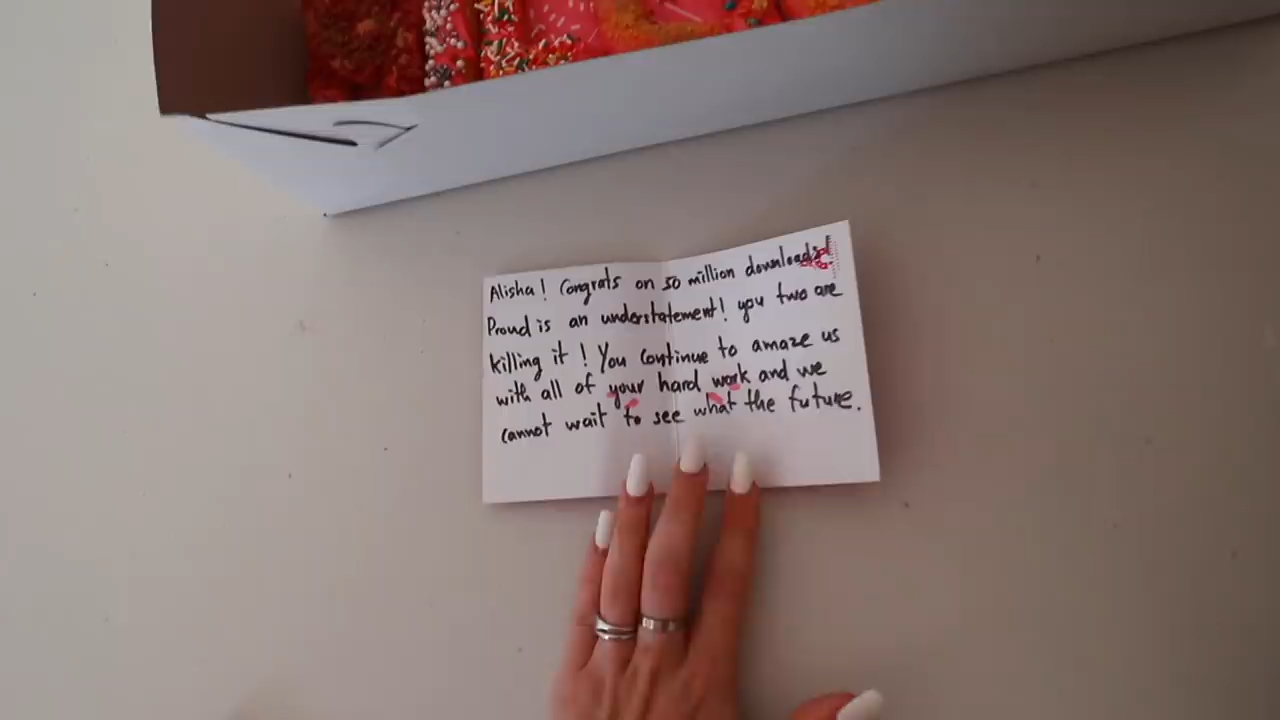 Alisha! Congrats on 50 million downloads!
Proud is an understatement! you two are
killing it! You continue to amaze us
with all of your hard work and we
cannot wait to see what the future.